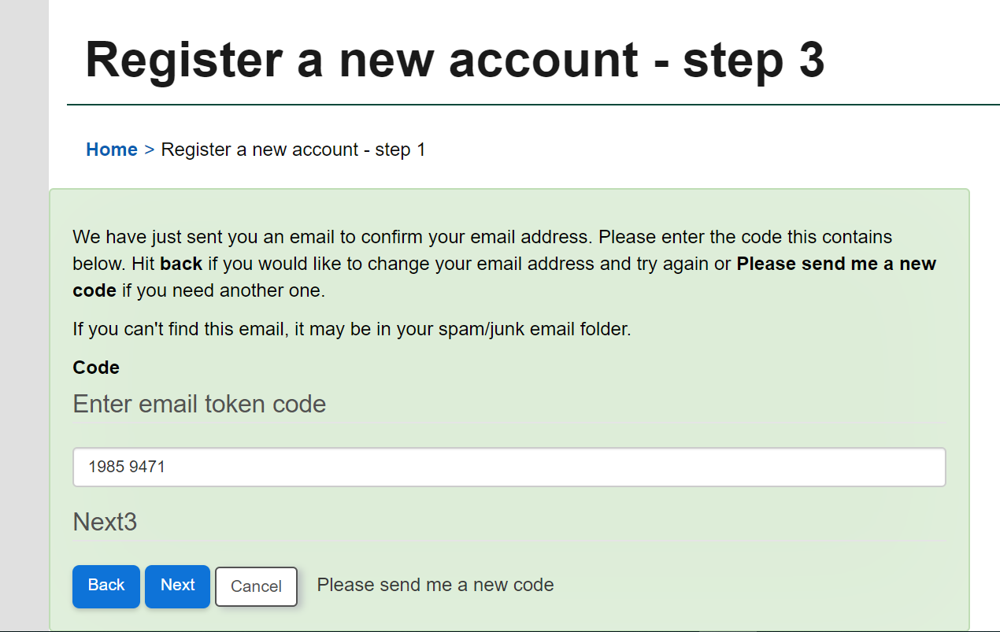 Register a new account - step 3
Home > Register a new account - step 1
We have just sent you an email to confirm your email address. Please enter the code this contains
below. Hit back if you would like to change your email address and try again or Please send me a new
code if you need another one.
If you can't find this email, it may be in your spam/junk email folder.
Code
Enter email token code
1985 9471
Next3
Back Next Cancel Please send me a new code